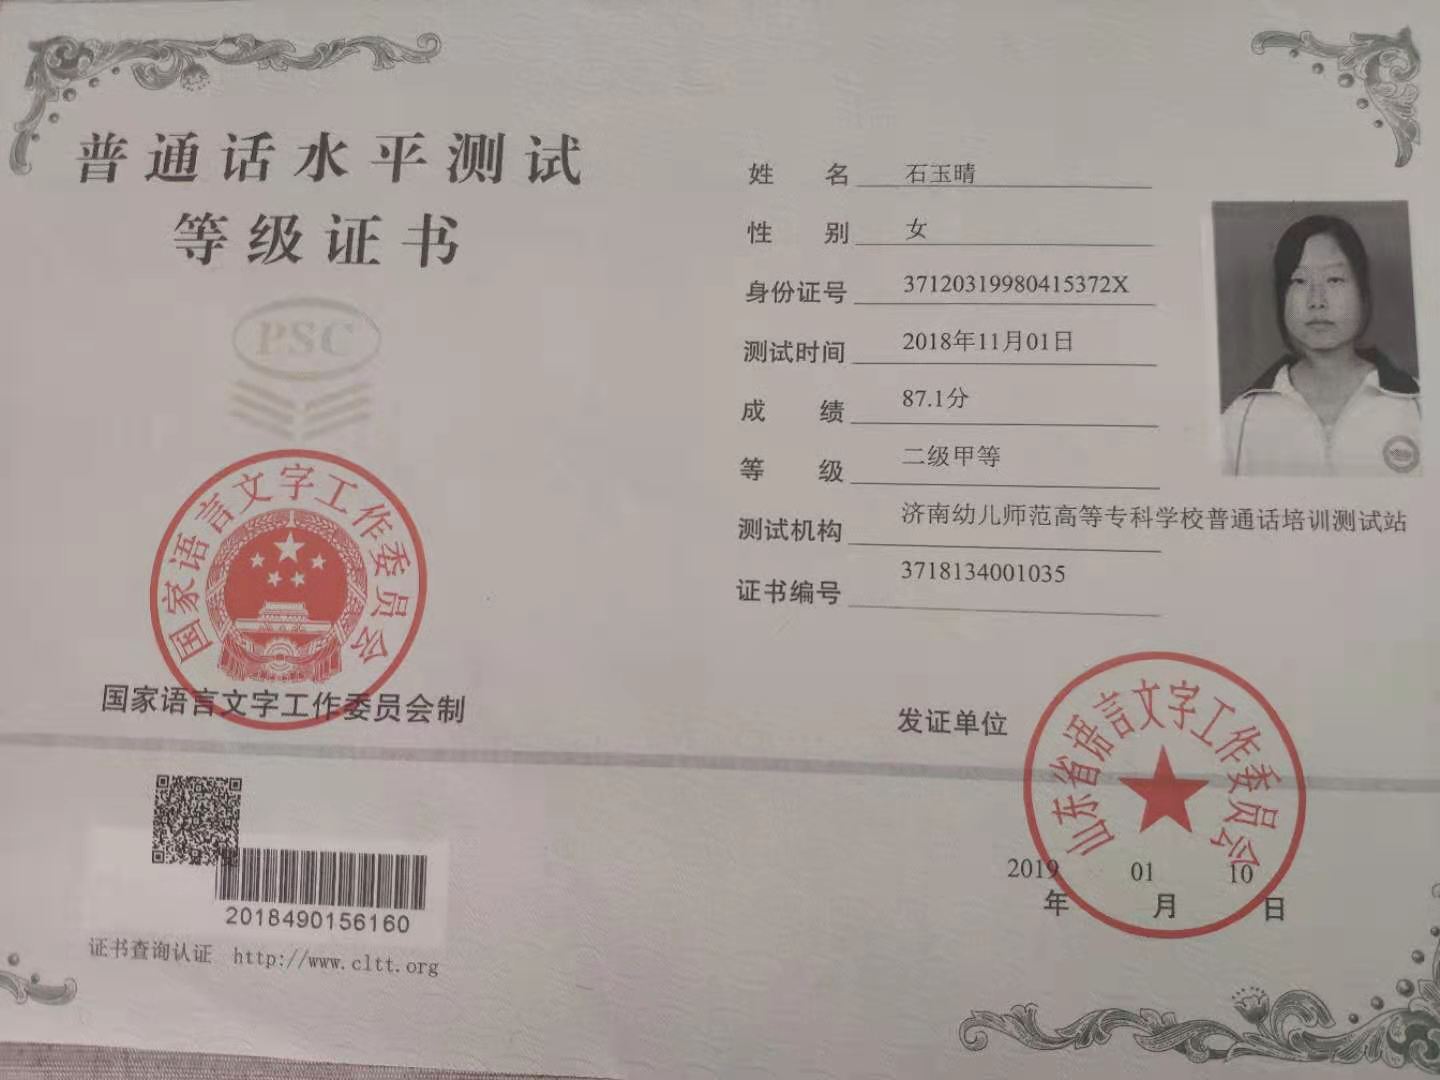 普通话水平测试
等级证书
PSC
国家语言文字工作委员会
国家语言文字工作委员会制
2018490156160
证书查询认证 http://www.cltt.org
姓 名 石玉晴
性 别 女
身份证号 37120319980415372X
测试时间 2018年11月01日
成 绩 87.1分
等 级 二级甲等
测试机构 济南幼儿师范高等专科学校普通话培训测试站
证书编号 3718134001035
发证单位
山东省语言文字工作委员会
2019 01 10
年 月 日